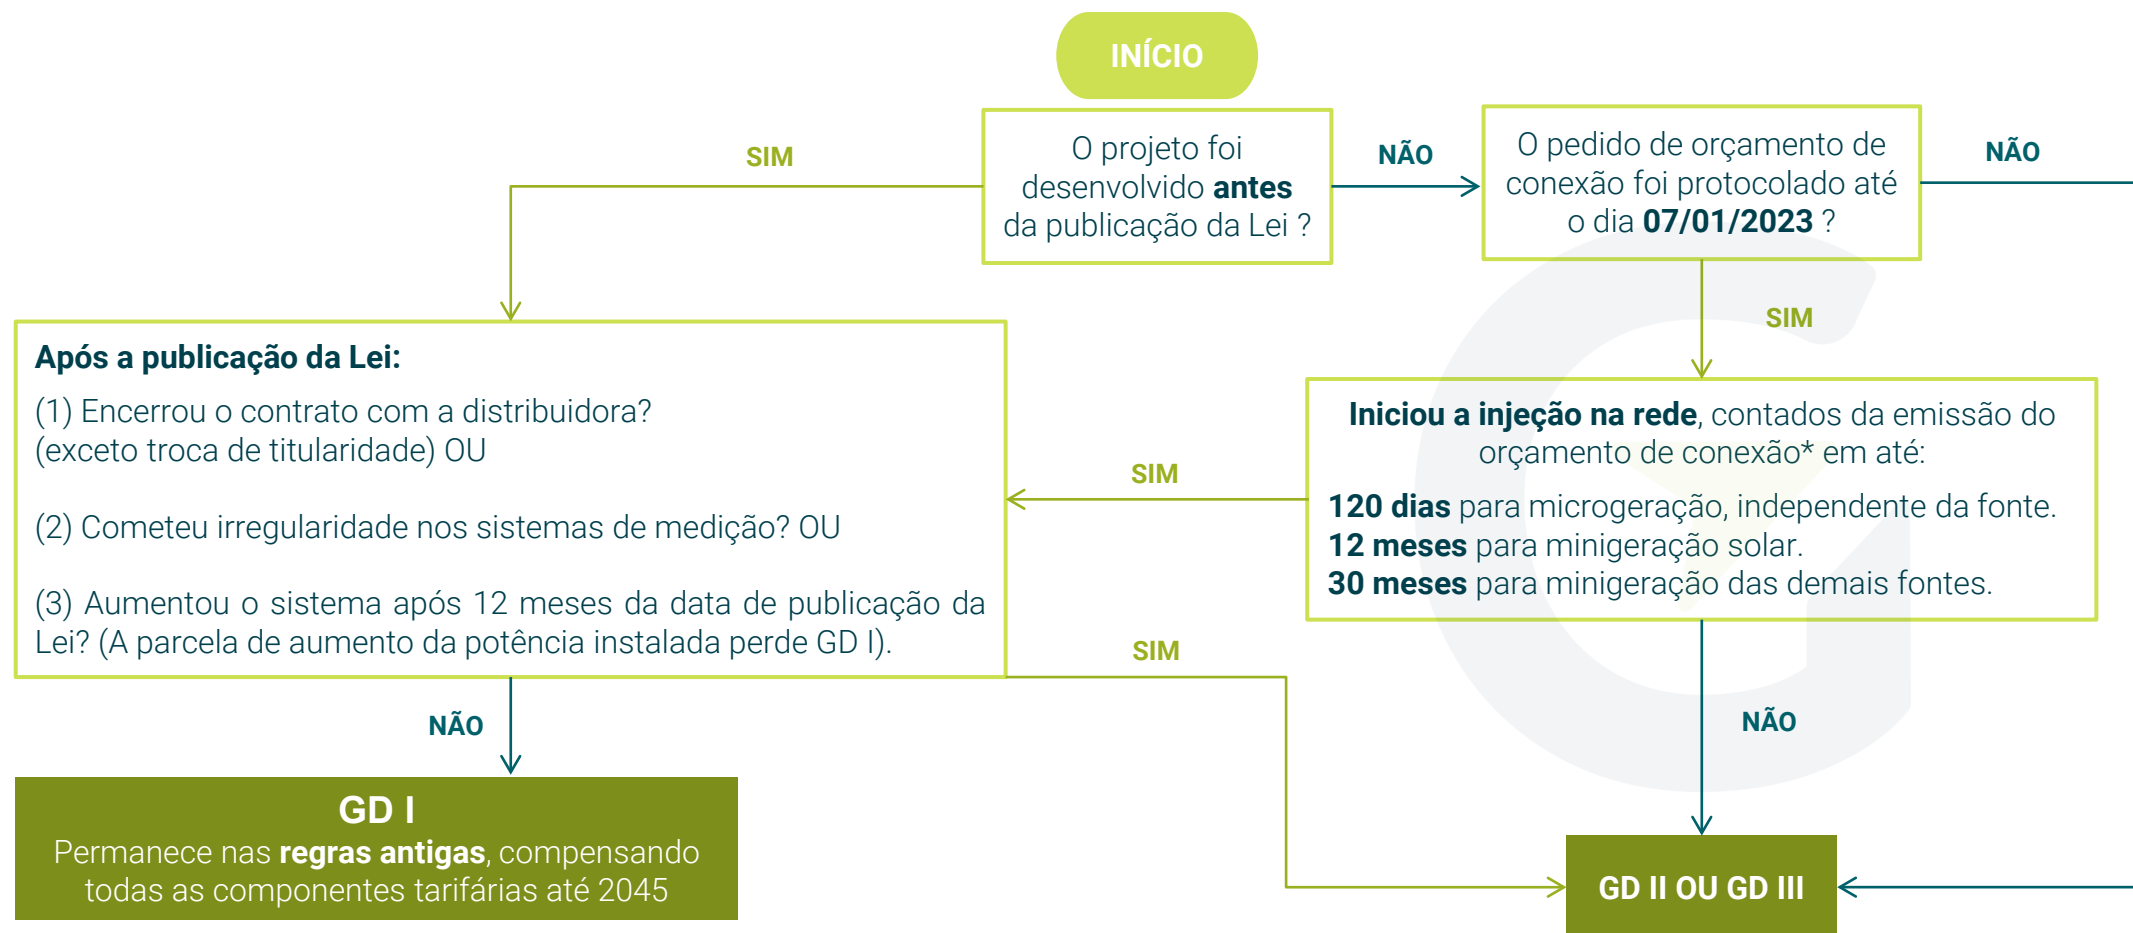 INÍCIO
SIM
O projeto foi
desenvolvido antes
da publicação da Lei ?
NÃO
O pedido de orçamento de
conexão foi protocolado até
o dia 07/01/2023 ?
NÃO
SIM
Após a publicação da Lei:
(1) Encerrou o contrato com a distribuidora?
(exceto troca de titularidade) OU
(2) Cometeu irregularidade nos sistemas de medição? OU
(3) Aumentou o sistema após 12 meses da data de publicação da
Lei? (A parcela de aumento da potência instalada perde GD I).
SIM
Iniciou a injeção na rede, contados da emissão do
orçamento de conexão* em até:
120 dias para microgeração, independente da fonte.
12 meses para minigeração solar.
30 meses para minigeração das demais fontes.
SIM
NÃO
NÃO
GD I
Permanece nas regras antigas, compensando
todas as componentes tarifárias até 2045
GD II OU GD III